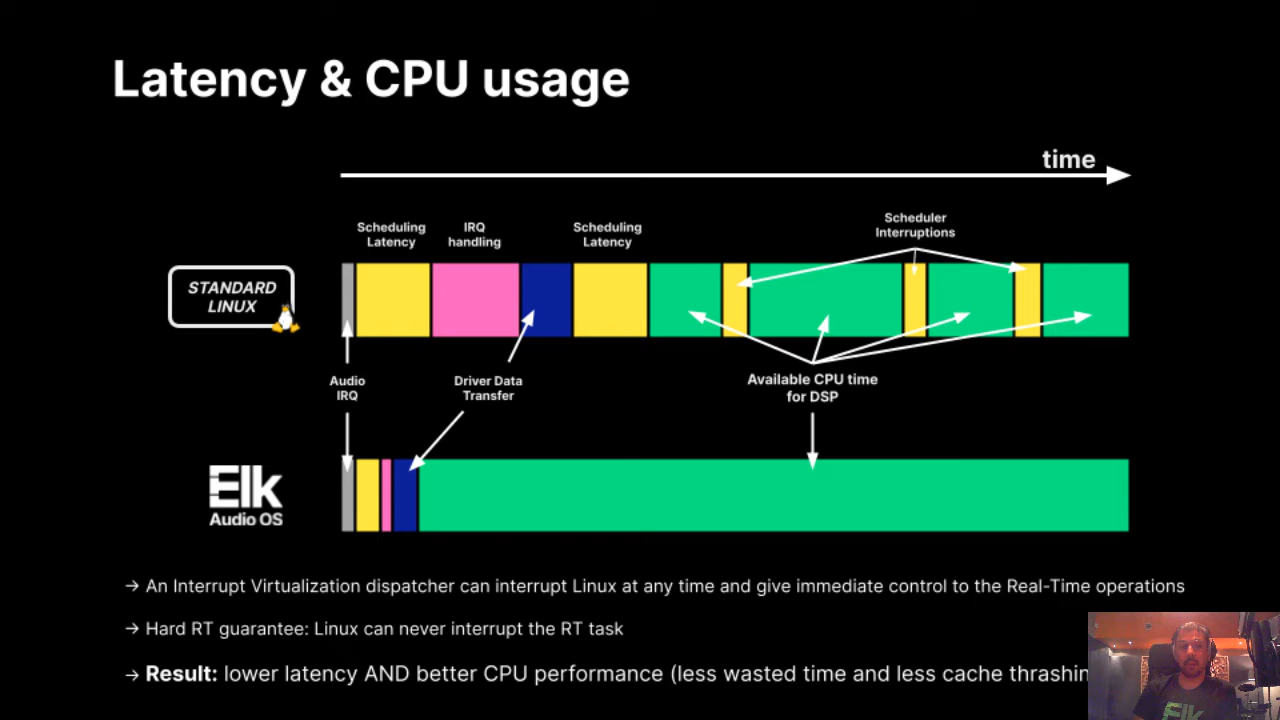 Latency & CPU usage
time
Scheduling
Latency
IRQ
handling
Scheduling
Latency
Scheduler
Interruptions
STANDARD
LINUX
Audio
IRQ
Driver Data
Transfer
Available CPU time
for DSP
Elk
Audio OS
→ An Interrupt Virtualization dispatcher can interrupt Linux at any time and give immediate control to the Real-Time operations
→ Hard RT guarantee: Linux can never interrupt the RT task
→ Result: lower latency AND better CPU performance (less wasted time and less cache thrashin
Elk